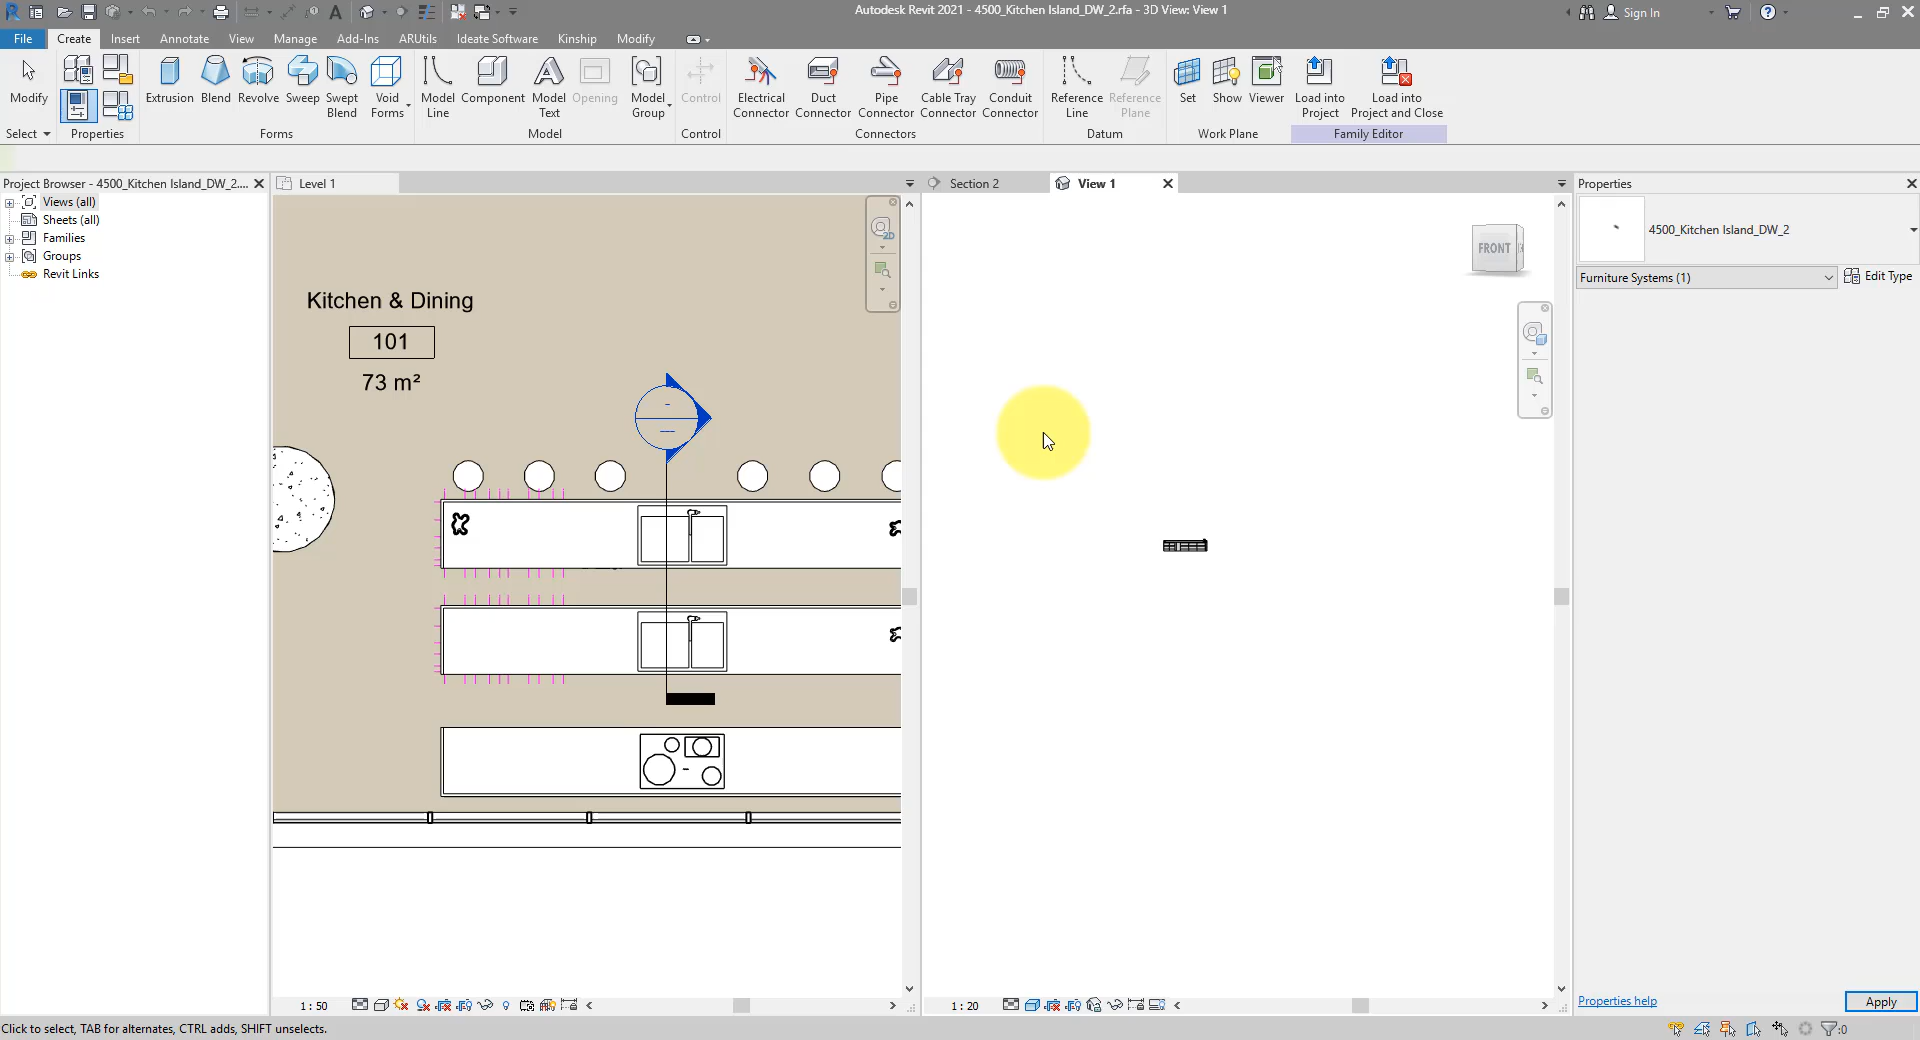 Autodesk Revit 2021 - 4500_Kitchen Island_DW_2.rfa - 3D View: View 1
Sign In
File Create Insert Annotate View Manage Add-Ins ARUtils Ideate Software Kinship Modify
Modify
Extrusion Blend Revolve Sweep Swept Blend Void Forms
Model Line Component Model Text Opening Model Group
Control
Electrical Connector Duct Connector Pipe Connector Cable Tray Connector Conduit Connector
Reference Line Reference Plane
Set Show Viewer
Load into Project Load into Project and Close
Select Properties Forms Model Control Connectors Datum Work Plane Family Editor
Project Browser - 4500_Kitchen Island_DW_2....
Views (all)
Sheets (all)
Families
Groups
Revit Links
Level 1
Kitchen & Dining
101
73 m²
1 : 50
Section 2
View 1
FRONT
1 : 20
Properties
4500_Kitchen Island_DW_2
Furniture Systems (1)
Edit Type
Properties help
Apply
Click to select, TAB for alternates, CTRL adds, SHIFT unselects.
:0